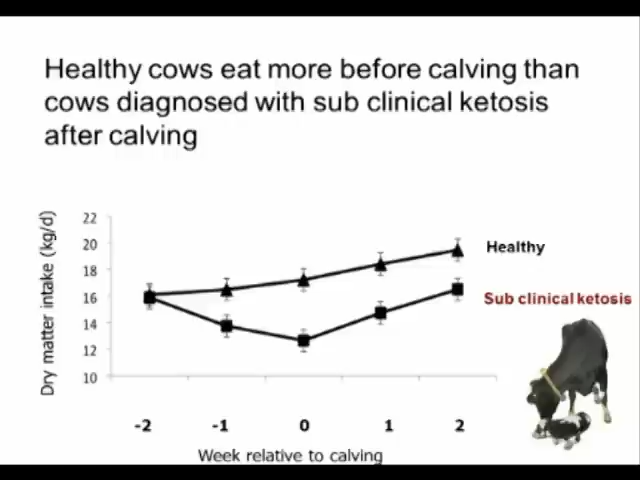 Healthy cows eat more before calving than
cows diagnosed with sub clinical ketosis
after calving
Dry matter intake (kg/d)
22
20
18
16
14
12
10
Healthy
Sub clinical ketosis
-2 -1 0 1 2
Week relative to calving